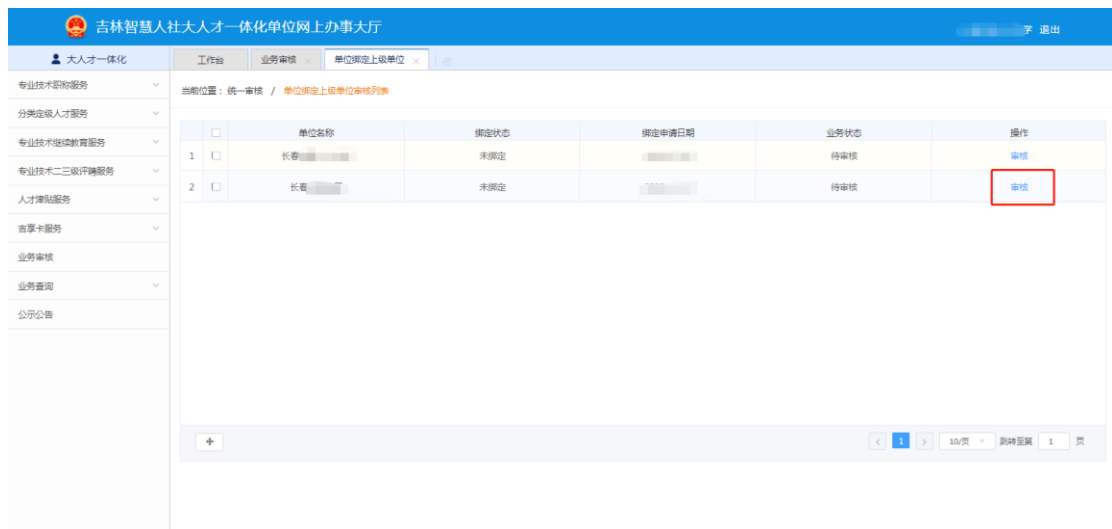 吉林智慧人社大人才一体化单位网上办事大厅
学 退出
大人才一体化
工作台 业务审核 单位绑定上级单位
专业技术职称服务
当前位置：统一审核 / 单位绑定上级单位审核列表
分类定级人才服务
专业技术继续教育服务
专业技术二三级评聘服务
人才津贴服务
吉享卡服务
业务审核
业务查询
公示公告
单位名称 绑定状态 绑定申请日期 业务状态 操作
1 长春 未绑定 待审核 审核
2 长春 未绑定 待审核 审核
1 10/页 跳转至第 1 页